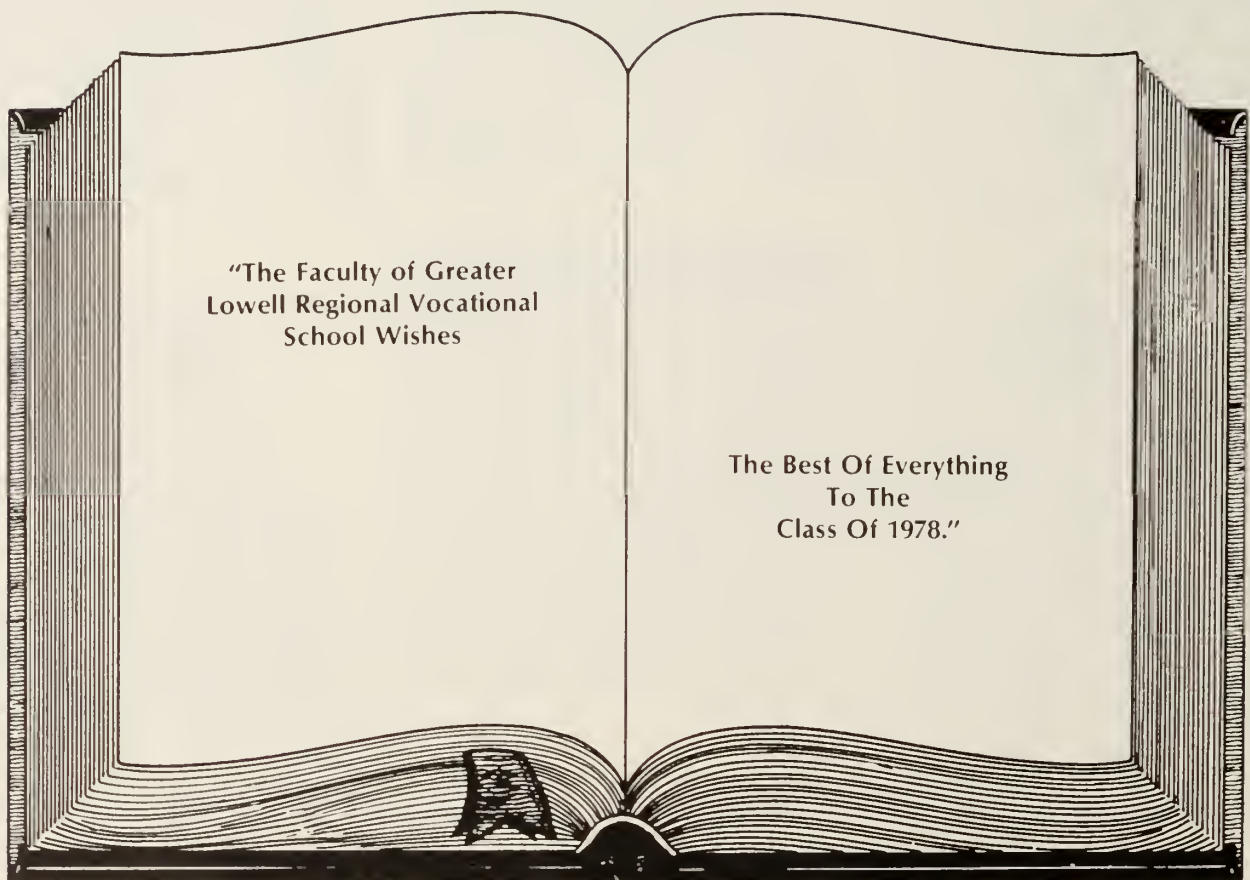 "The Faculty of Greater
Lowell Regional Vocational
School Wishes
The Best Of Everything
To The
Class Of 1978."